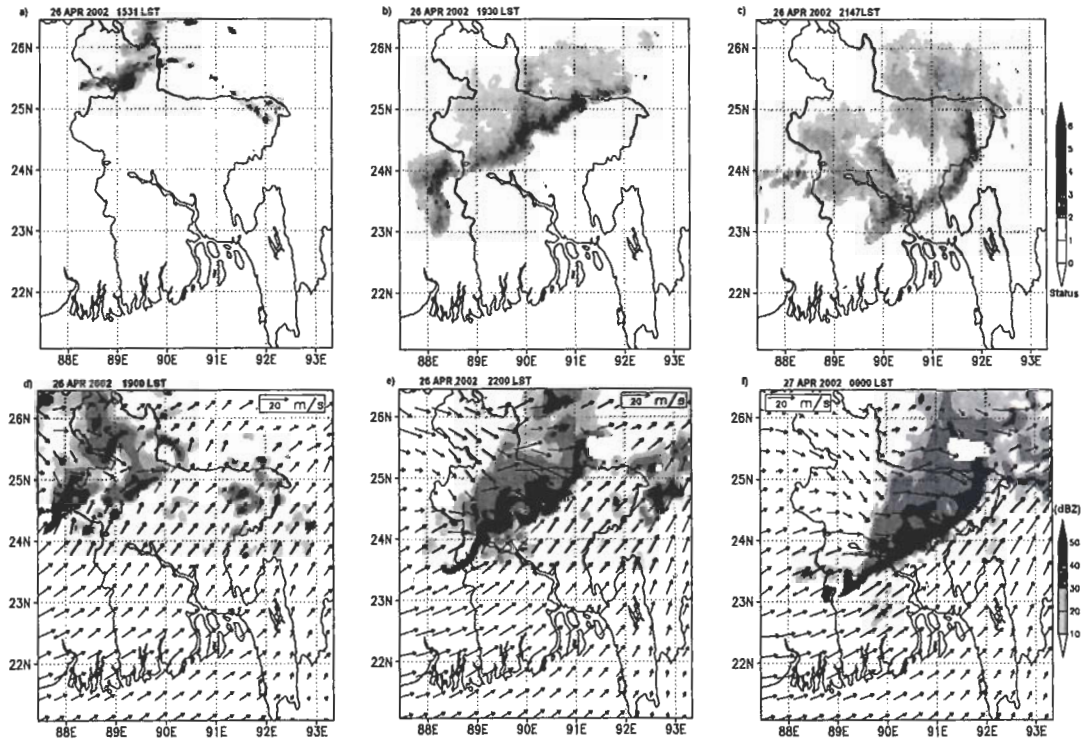 a) 26 APR 2002 1531 LST
26N
25N
24N
23N
22N
88E 89E 90E 91E 92E 93E
b) 26 APR 2002 1930 LST
26N
25N
24N
23N
22N
88E 89E 90E 91E 92E 93E
c) 26 APR 2002 2147LST
26N
25N
24N
23N
22N
88E 89E 90E 91E 92E 93E
6
5
4
3
2
1
0
Status
d) 26 APR 2002 1900 LST
20 m/s
26N
25N
24N
23N
22N
88E 89E 90E 91E 92E 93E
e) 26 APR 2002 2200 LST
20 m/s
26N
25N
24N
23N
22N
88E 89E 90E 91E 92E 93E
f) 27 APR 2002 0000 LST
20 m/s
26N
25N
24N
23N
22N
88E 89E 90E 91E 92E 93E
(dBZ)
50
40
30
20
10